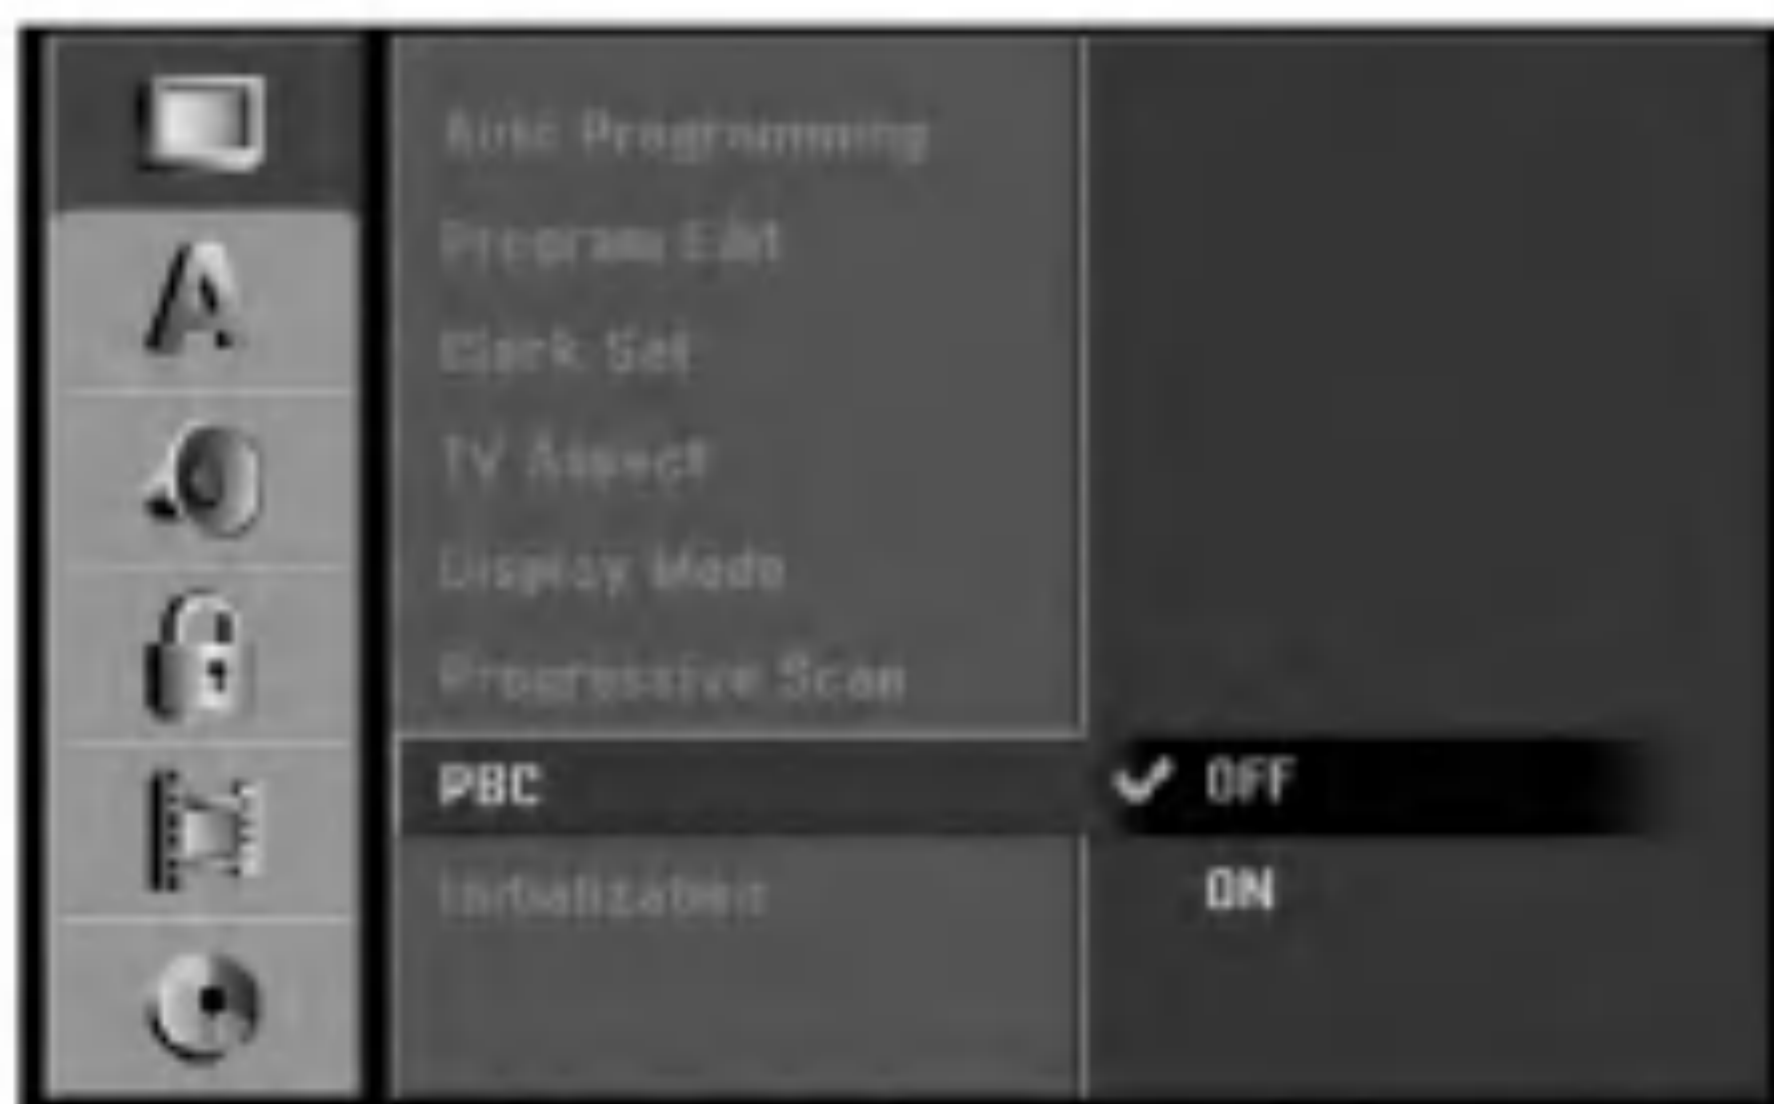 Auto Programming
Program Edit
Clock Set
TV Aspect
Display Mode
Progressive Scan
PBC
OFF
Initialization
ON